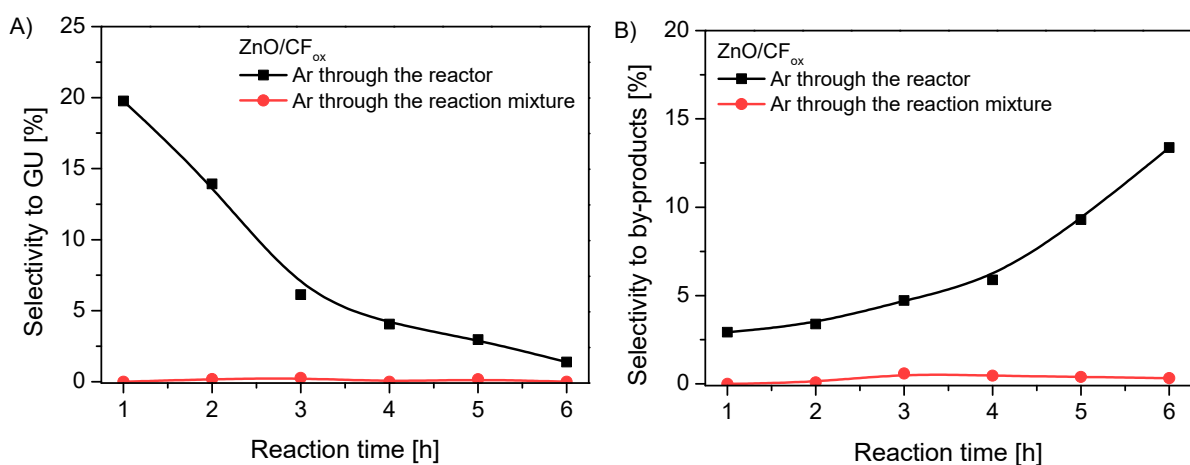 A)
ZnO/CFox
Ar through the reactor
Ar through the reaction mixture
Selectivity to GU [%]
25
20
15
10
5
0
1 2 3 4 5 6
Reaction time [h]
B)
ZnO/CFox
Ar through the reactor
Ar through the reaction mixture
Selectivity to by-products [%]
20
15
10
5
0
1 2 3 4 5 6
Reaction time [h]